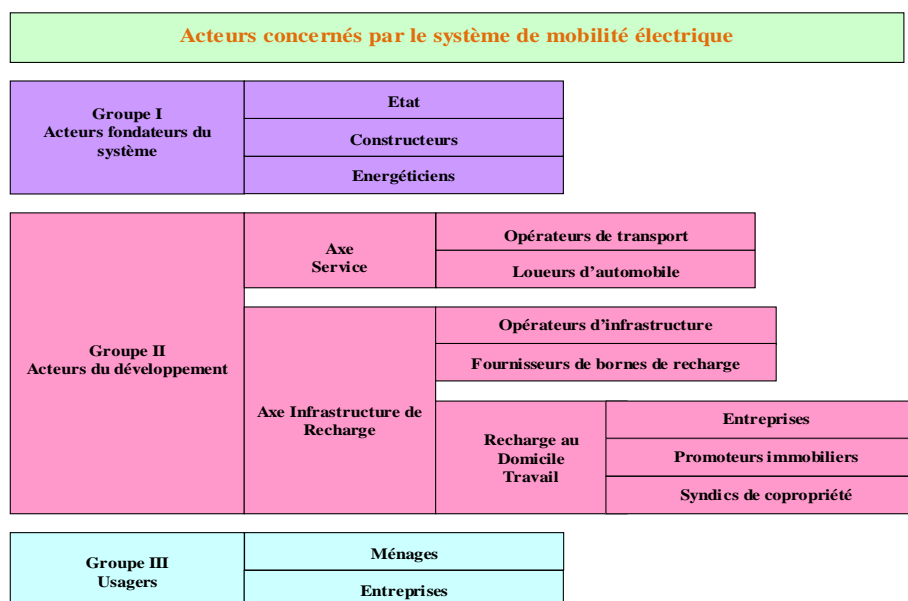 Acteurs concernés par le système de mobilité électrique
Groupe I
Acteurs fondateurs du
système
Etat
Constructeurs
Energéticiens
Groupe II
Acteurs du développement
Axe
Service
Opérateurs de transport
Loueurs d'automobile
Axe Infrastructure de
Recharge
Opérateurs d'infrastructure
Fournisseurs de bornes de recharge
Recharge au
Domicile
Travail
Entreprises
Promoteurs immobiliers
Syndics de copropriété
Groupe III
Usagers
Ménages
Entreprises